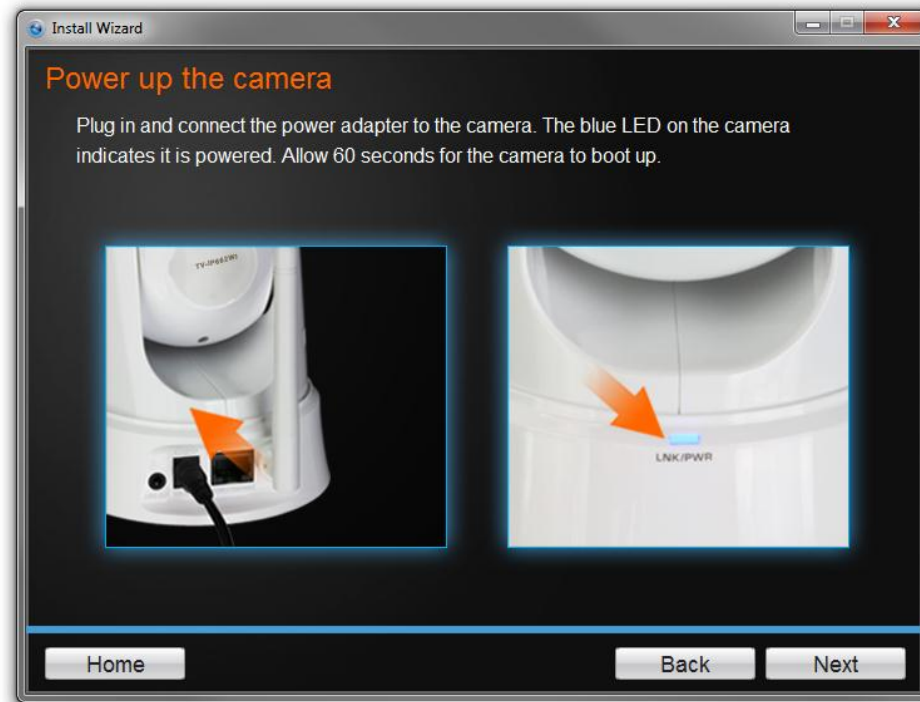 Install Wizard
Power up the camera
Plug in and connect the power adapter to the camera. The blue LED on the camera
indicates it is powered. Allow 60 seconds for the camera to boot up.
TV-IP662WI
LNK/PWR
Home
Back
Next